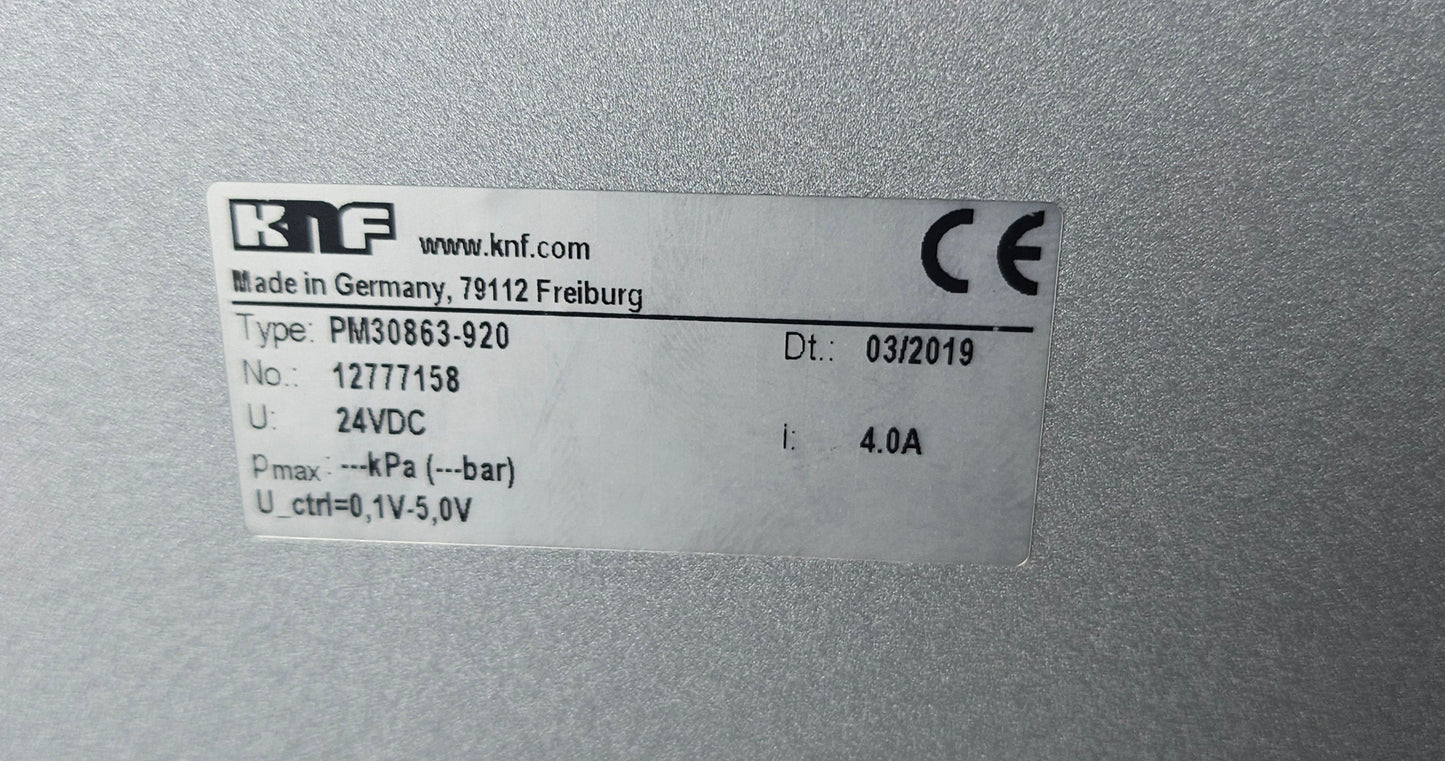 KNF www.knf.com CE
Made in Germany, 79112 Freiburg
Type: PM30863-920 Dt.: 03/2019
No.: 12777158
U: 24VDC i: 4.0A
pmax: ---kPa (---bar)
U_ctrl=0,1V-5,0V